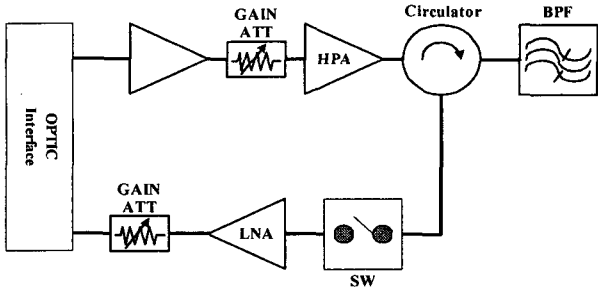 GAIN
ATT
Circulator
BPF
HPA
OPTIC
Interface
GAIN
ATT
LNA
SW